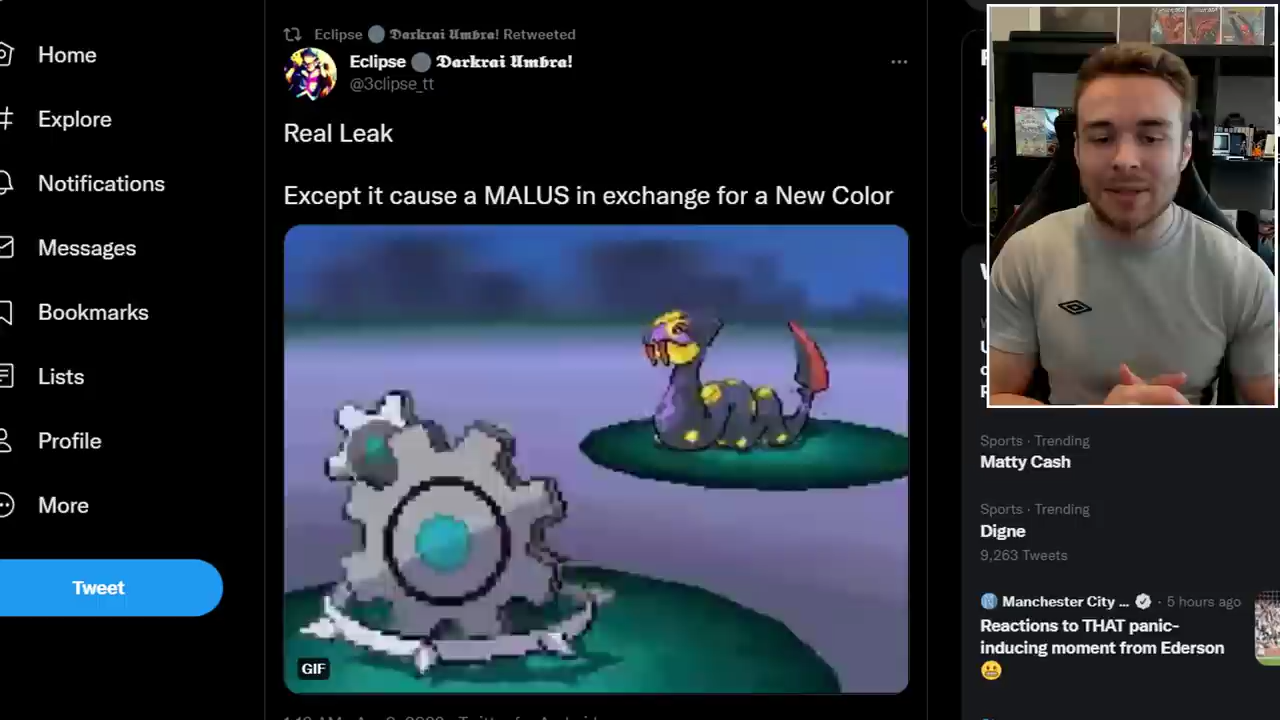 Home
Explore
Notifications
Messages
Bookmarks
Lists
Profile
More
Tweet
Eclipse 🌑 𝕯𝖆𝖗𝖐𝖗𝖆𝖎 𝖀𝖒𝖇𝖗𝖆! Retweeted
Eclipse 🌑 𝕯𝖆𝖗𝖐𝖗𝖆𝖎 𝖀𝖒𝖇𝖗𝖆!
@3clipse_tt
Real Leak
Except it cause a MALUS in exchange for a New Color
GIF
Sports · Trending
Matty Cash
Sports · Trending
Digne
9,263 Tweets
Manchester City ... · 5 hours ago
Reactions to THAT panic-
inducing moment from Ederson
😬